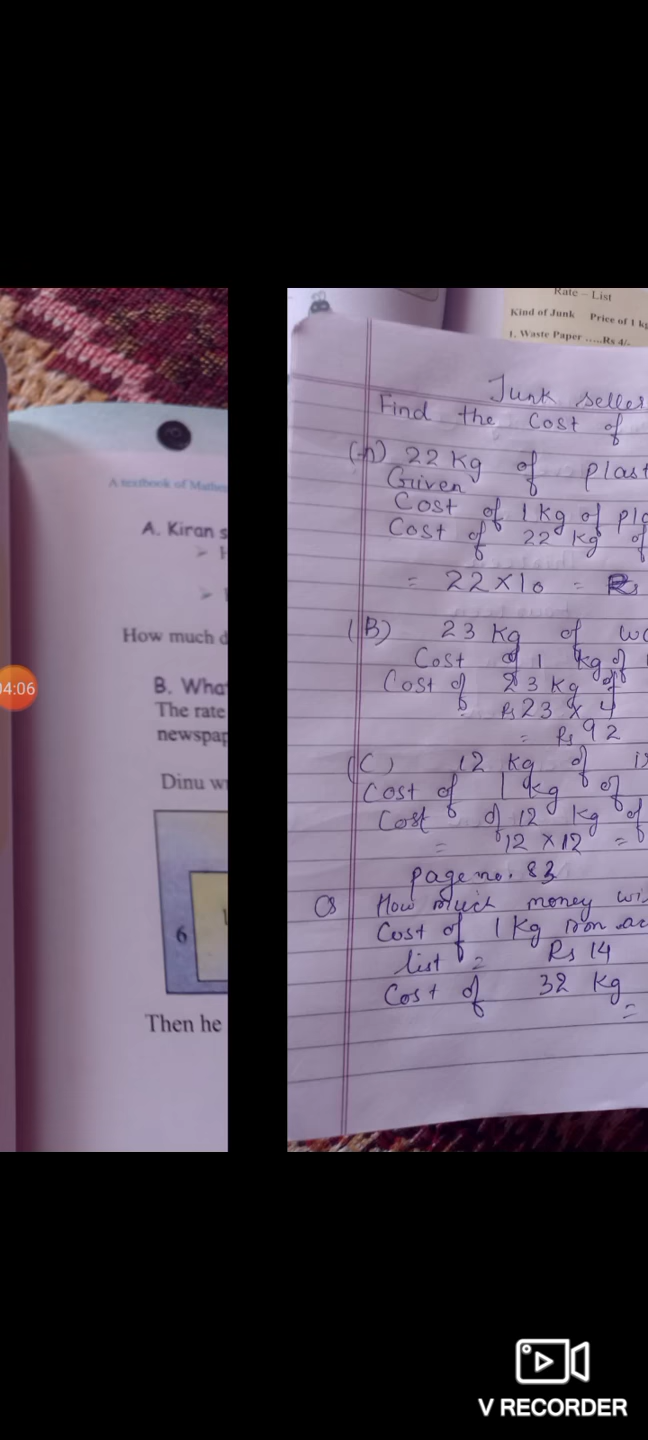 A textbook of Mathe
A. Kiran s
➤ H
➤
How much d
B. Wha
The rate
newspap
Dinu w
6
Then he
04:06
Rate – List
Kind of Junk Price of 1 kg
1. Waste Paper .....Rs 4/-
Junk seller
Find the Cost of
(A) 22 kg of plast
Given
Cost of 1 kg of pla
Cost of 22 kg of
= 22 × 10 = Rs
(B) 23 kg of wa
Cost of 1 kg of
Cost of 23 kg of
Rs 23 × 4
= Rs 92
(C) 12 kg of
Cost of 1 kg of
Cost of 12 kg of
= 12 × 12 =
page no. 83
Q How much money wi
Cost of 1 kg iron ac
list = Rs 14
Cost of 32 kg
=
V RECORDER